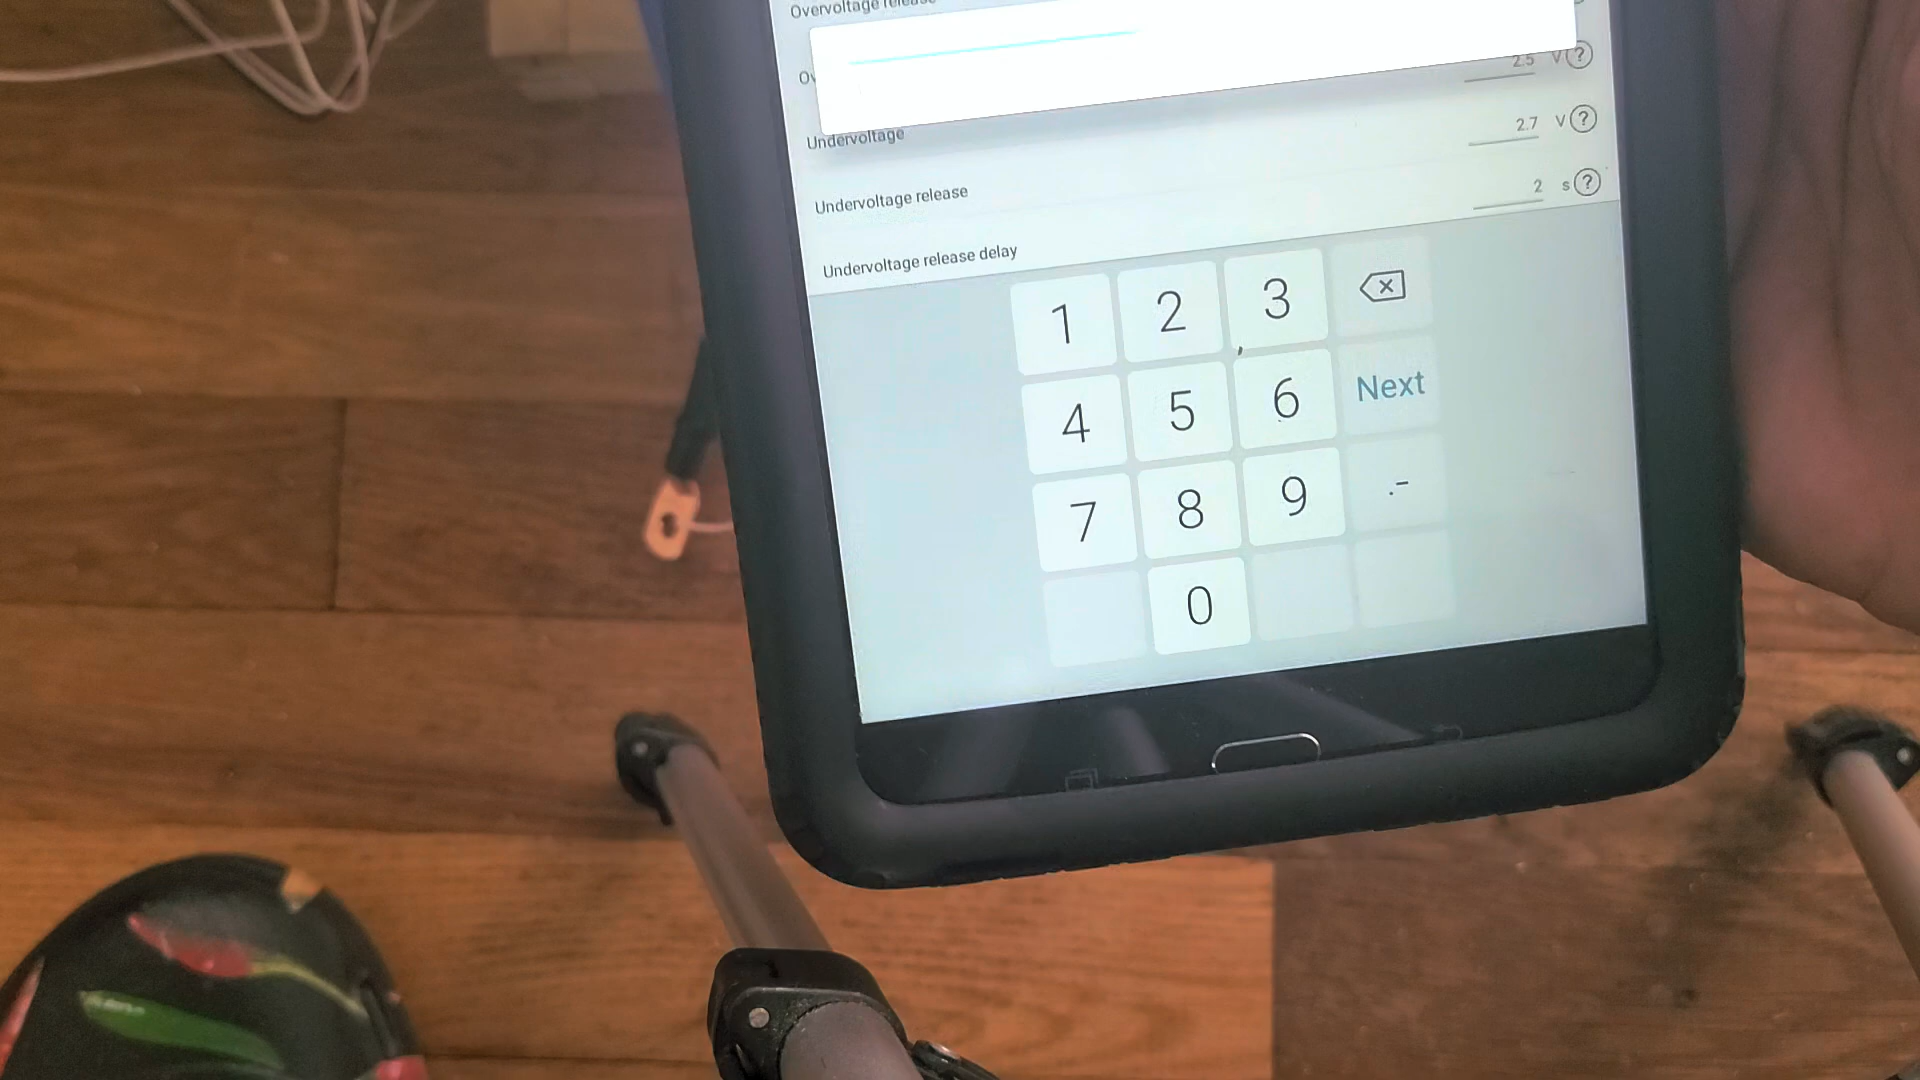 Overvoltage release
Ov
2.5 V ?
Undervoltage
2.7 V ?
Undervoltage release
2 s ?
Undervoltage release delay
1 2 3
4 5 6 Next
7 8 9 .-
0